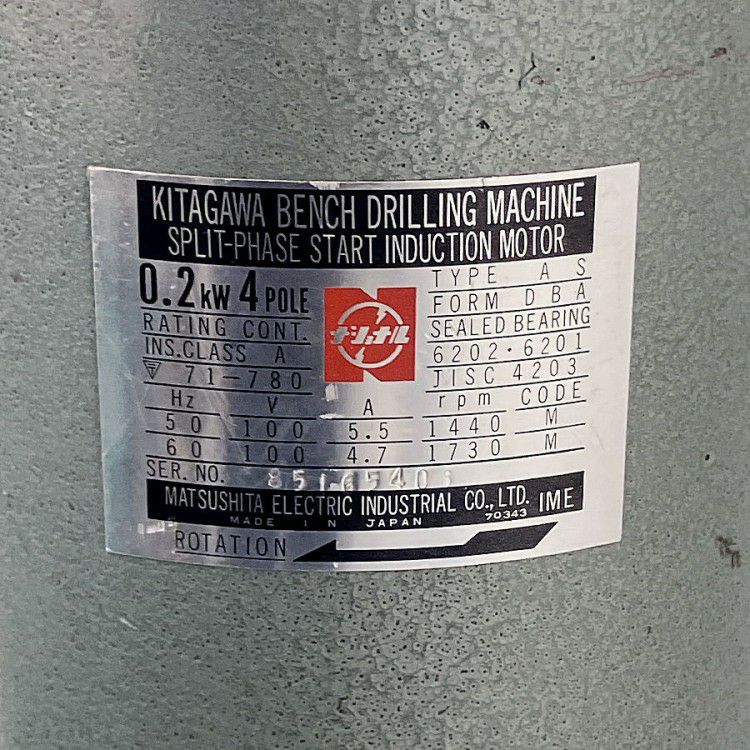 KITAGAWA BENCH DRILLING MACHINE
SPLIT-PHASE START INDUCTION MOTOR
0.2kW 4 POLE
RATING CONT.
INS.CLASS A
71-780
ナショナル
N
TYPE A S
FORM D B A
SEALED BEARING
6202・6201
JISC 4203
Hz V A rpm CODE
50 100 5.5 1440 M
60 100 4.7 1730 M
SER. NO.
MATSUSHITA ELECTRIC INDUSTRIAL CO.,LTD. IME
MADE IN JAPAN 70343
ROTATION